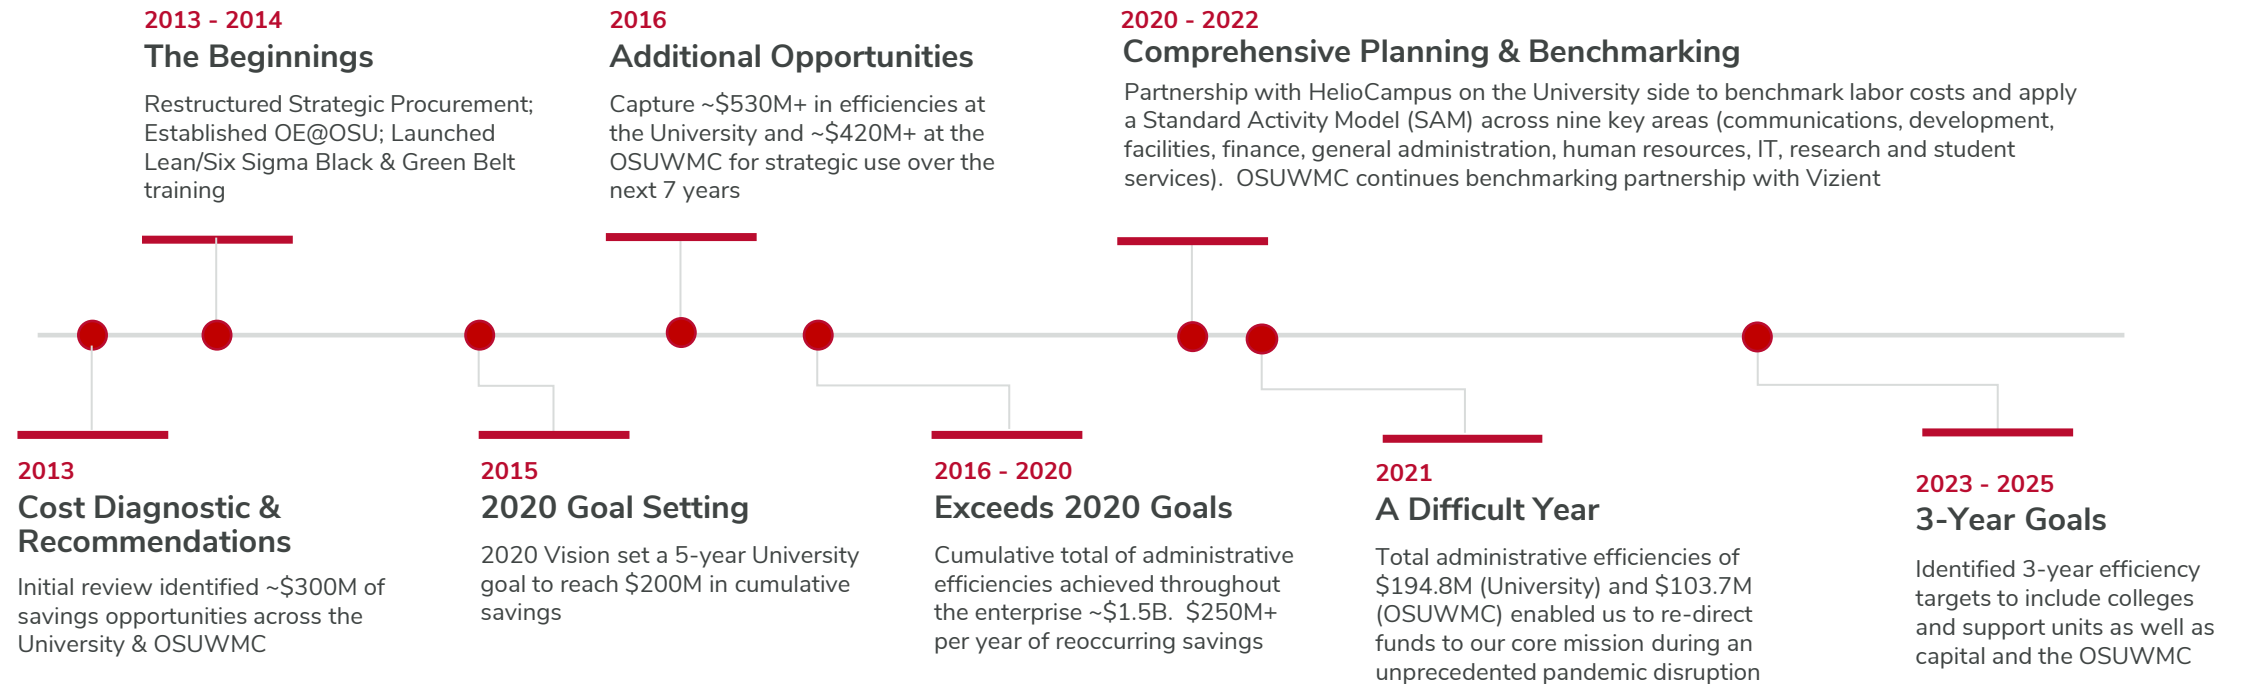 2013 - 2014
The Beginnings
Restructured Strategic Procurement;
Established OE@OSU; Launched
Lean/Six Sigma Black & Green Belt
training
2016
Additional Opportunities
Capture ~$530M+ in efficiencies at
the University and ~$420M+ at the
OSUWMC for strategic use over the
next 7 years
2020 - 2022
Comprehensive Planning & Benchmarking
Partnership with HelioCampus on the University side to benchmark labor costs and apply
a Standard Activity Model (SAM) across nine key areas (communications, development,
facilities, finance, general administration, human resources, IT, research and student
services).  OSUWMC continues benchmarking partnership with Vizient
2013
Cost Diagnostic &
Recommendations
Initial review identified ~$300M of
savings opportunities across the
University & OSUWMC
2015
2020 Goal Setting
2020 Vision set a 5-year University
goal to reach $200M in cumulative
savings
2016 - 2020
Exceeds 2020 Goals
Cumulative total of administrative
efficiencies achieved throughout
the enterprise ~$1.5B.  $250M+
per year of reoccurring savings
2021
A Difficult Year
Total administrative efficiencies of
$194.8M (University) and $103.7M
(OSUWMC) enabled us to re-direct
funds to our core mission during an
unprecedented pandemic disruption
2023 - 2025
3-Year Goals
Identified 3-year efficiency
targets to include colleges
and support units as well as
capital and the OSUWMC